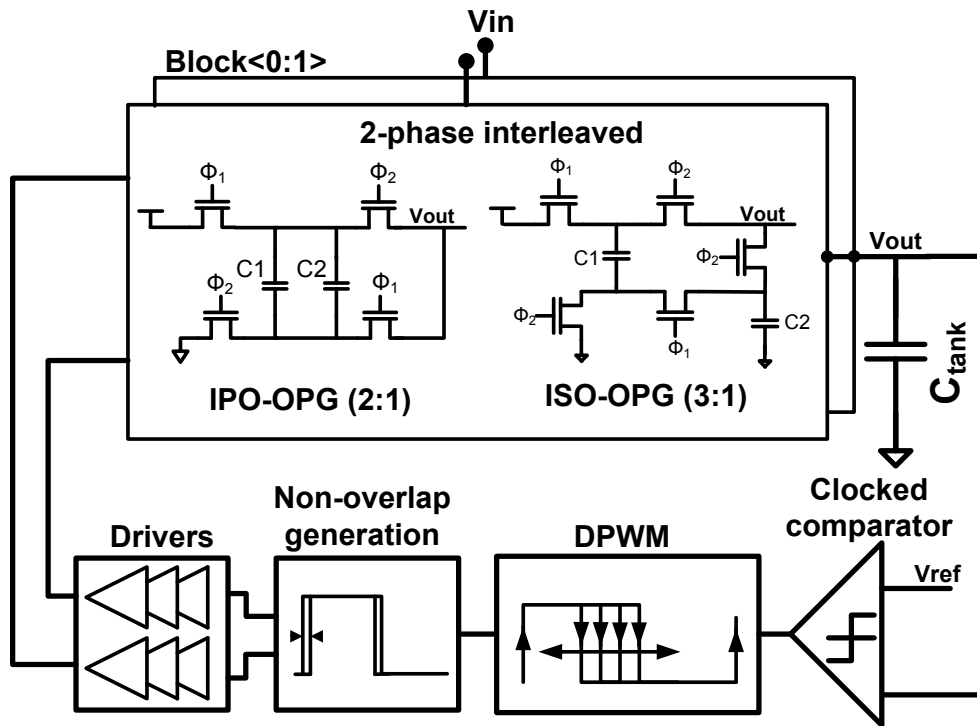 Vin
Block<0:1>
2-phase interleaved
Φ1
Φ2
Vout
C1
C2
Φ2
Φ1
IPO-OPG (2:1)
Φ1
Φ2
Vout
C1
Φ2
Φ2
Φ1
C2
ISO-OPG (3:1)
Vout
Ctank
Drivers
Non-overlap
generation
DPWM
Clocked
comparator
Vref